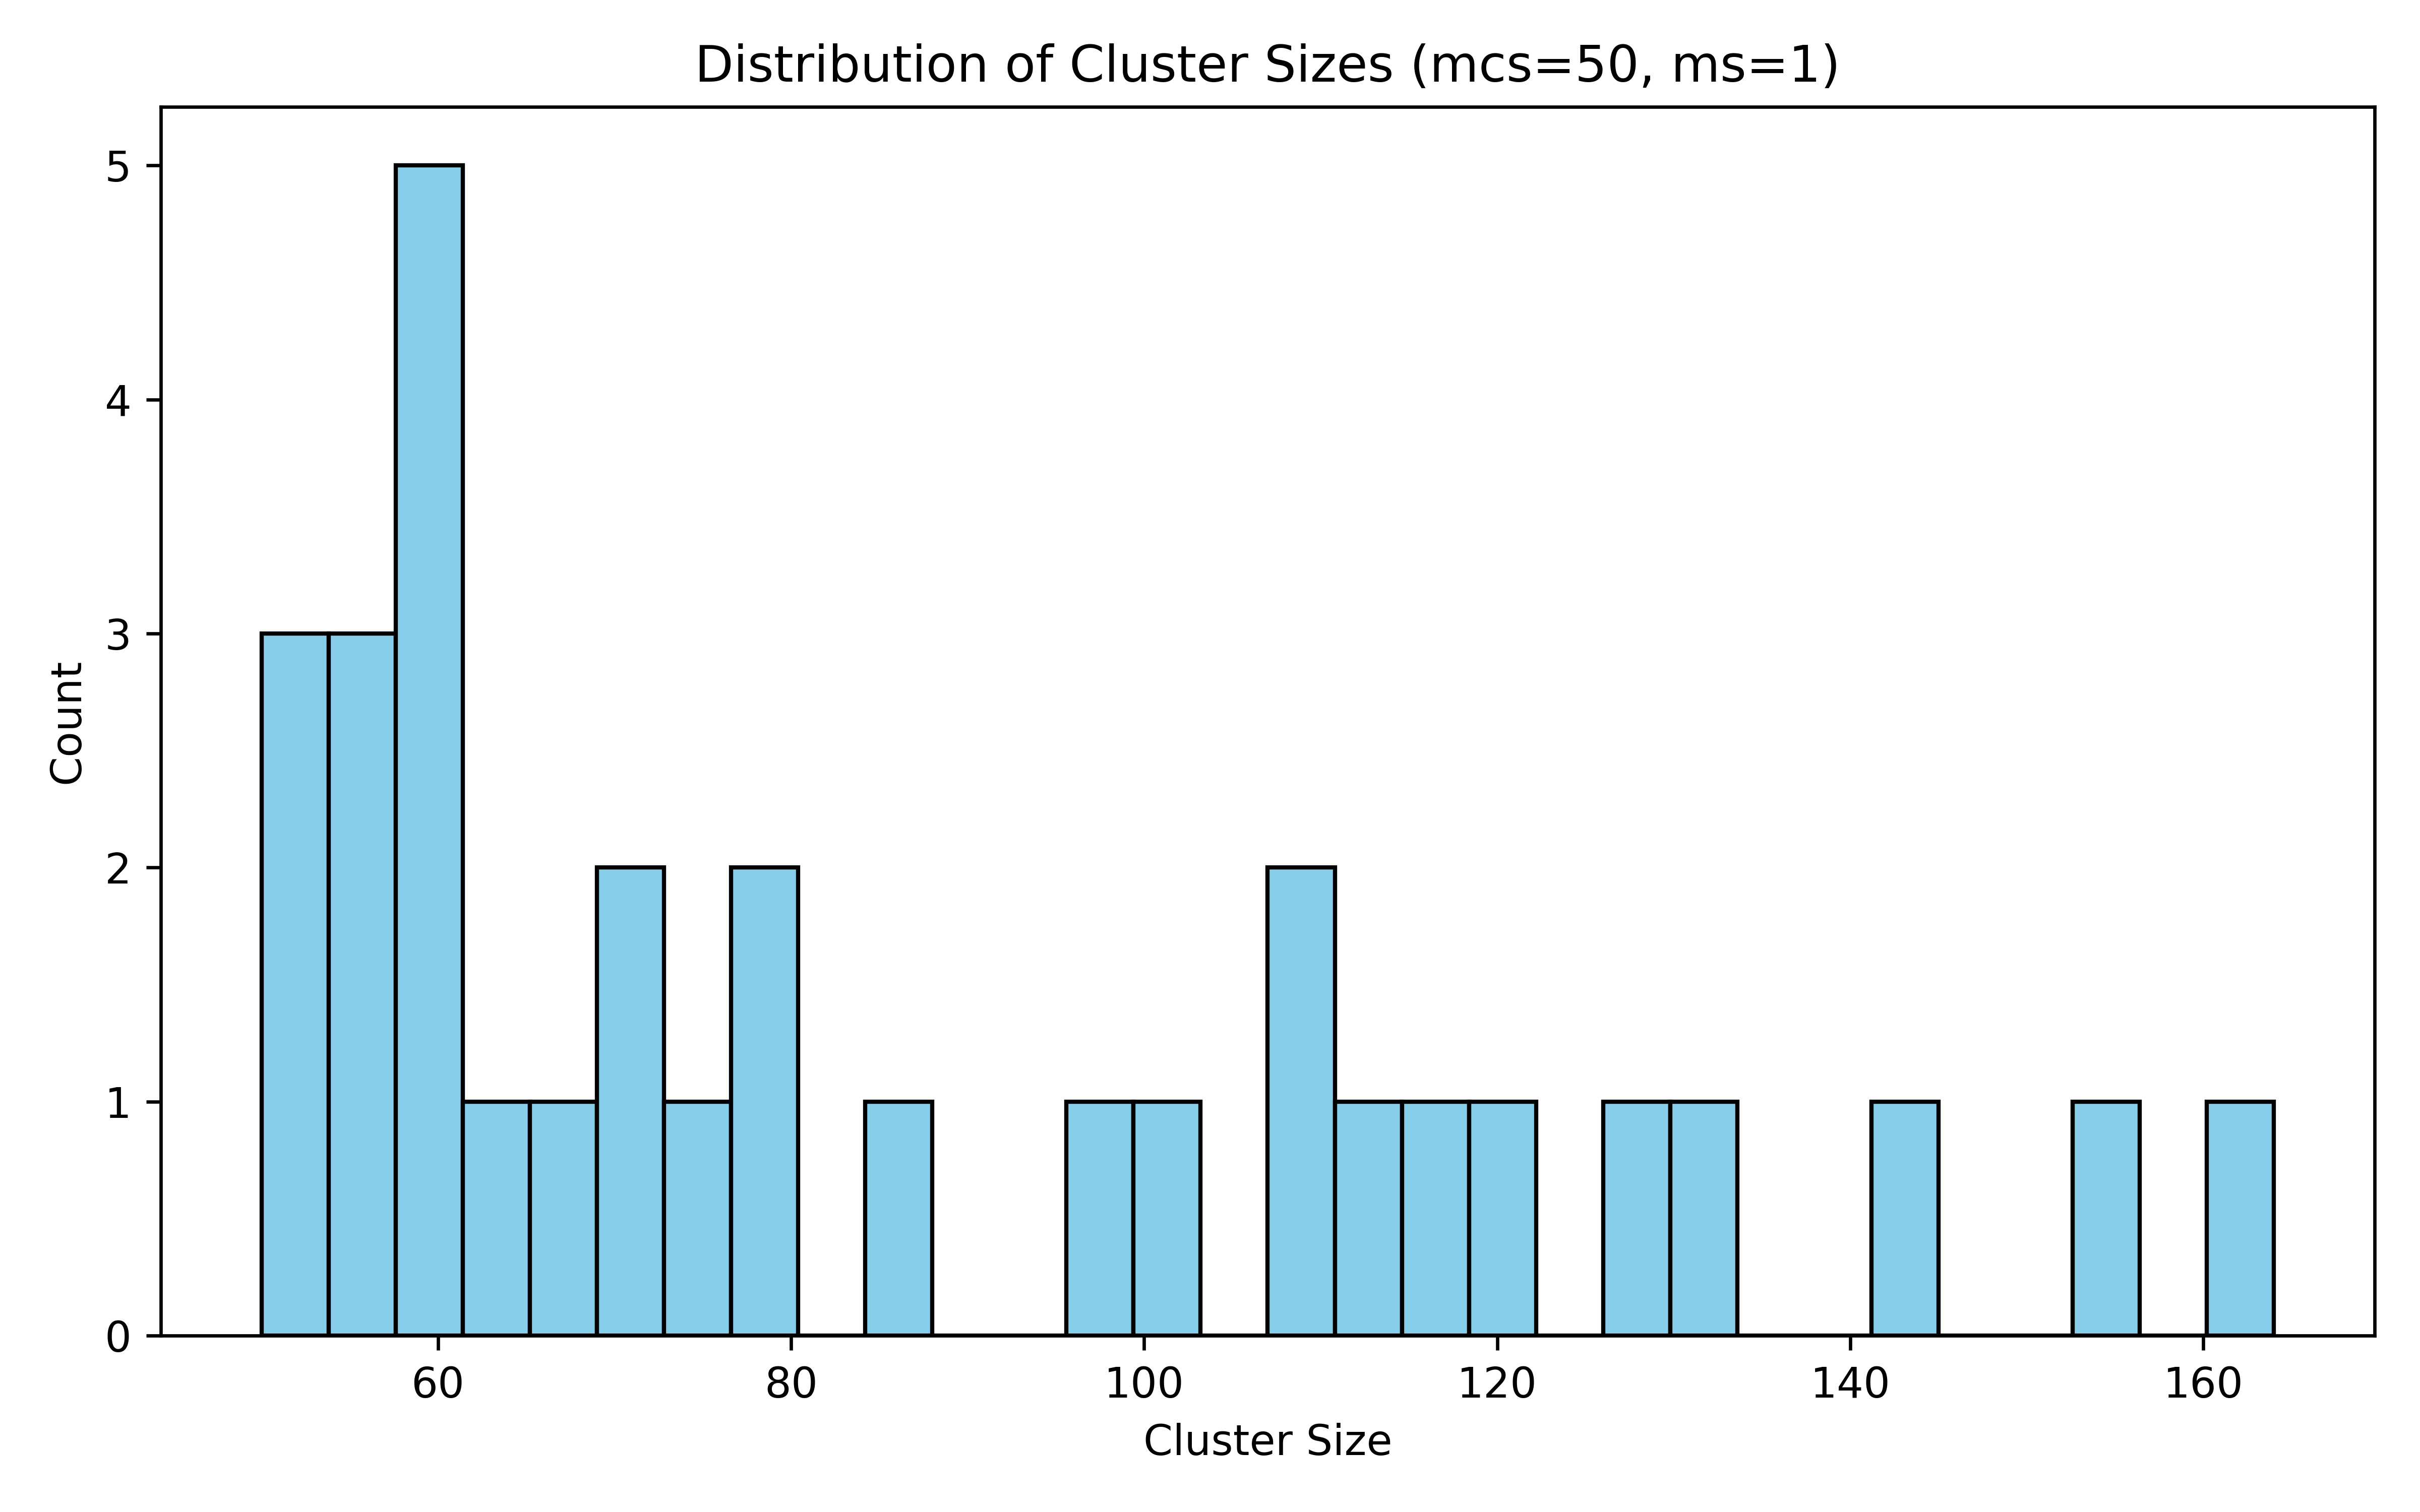 Distribution of Cluster Sizes (mcs=50, ms=1)
5
4
3
2
1
0
Count
60 80 100 120 140 160
Cluster Size